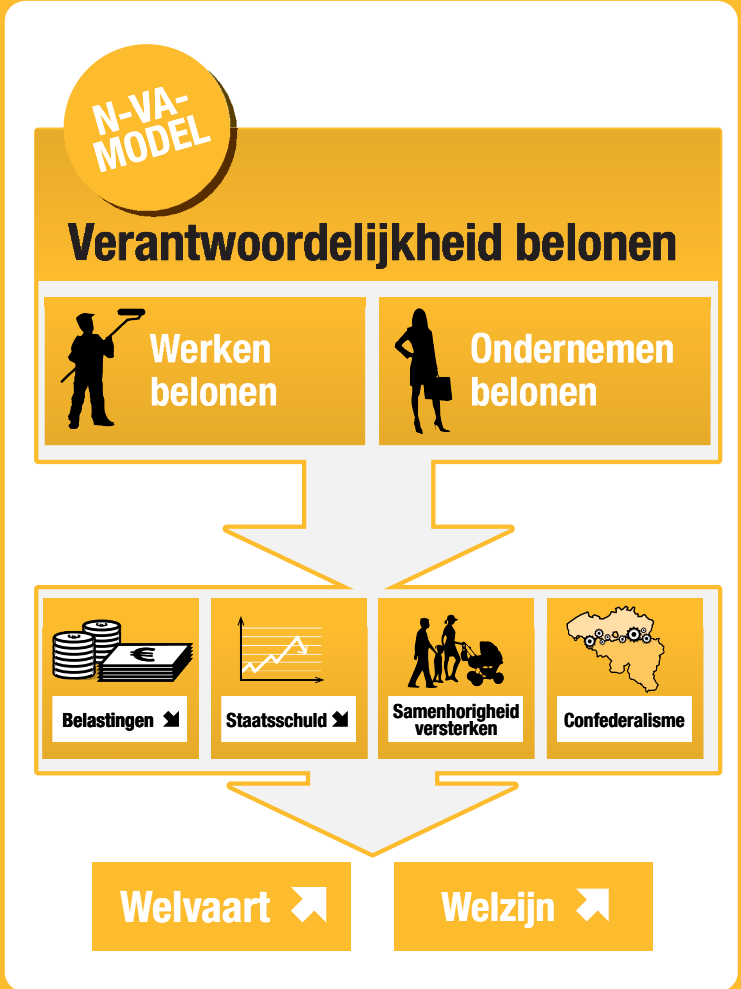 N-VA-
MODEL
Verantwoordelijkheid belonen
Werken
belonen
Ondernemen
belonen
€
Belastingen
Staatsschuld
Samenhorigheid
versterken
Confederalisme
Welvaart
Welzijn